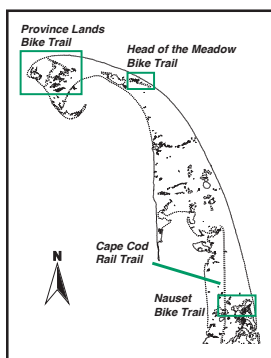 Province Lands
Bike Trail
Head of the Meadow
Bike Trail
N
Cape Cod
Rail Trail
Nauset
Bike Trail